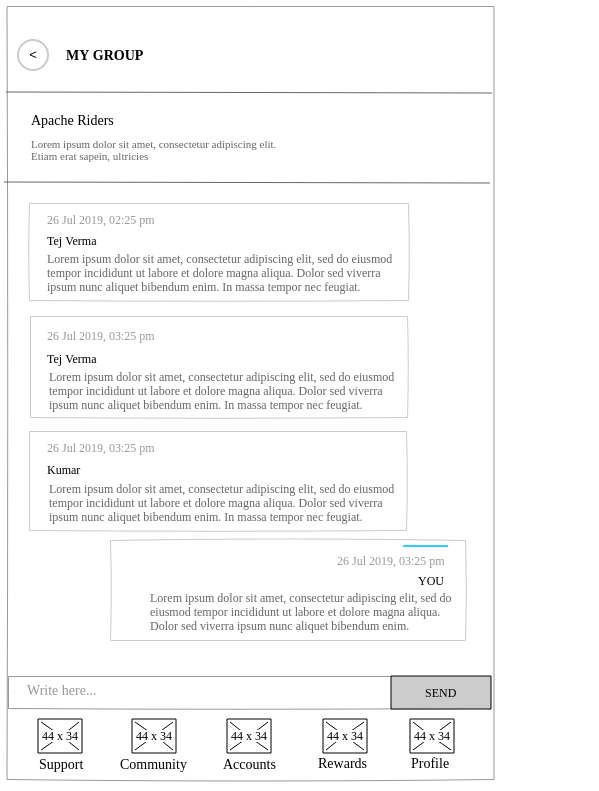 <
MY GROUP
Apache Riders
Lorem ipsum dolor sit amet, consectetur adipiscing elit.
Etiam erat sapein, ultricies
26 Jul 2019, 02:25 pm
Tej Verma
Lorem ipsum dolor sit amet, consectetur adipiscing elit, sed do eiusmod
tempor incididunt ut labore et dolore magna aliqua. Dolor sed viverra
ipsum nunc aliquet bibendum enim. In massa tempor nec feugiat.
26 Jul 2019, 03:25 pm
Tej Verma
Lorem ipsum dolor sit amet, consectetur adipiscing elit, sed do eiusmod
tempor incididunt ut labore et dolore magna aliqua. Dolor sed viverra
ipsum nunc aliquet bibendum enim. In massa tempor nec feugiat.
26 Jul 2019, 03:25 pm
Kumar
Lorem ipsum dolor sit amet, consectetur adipiscing elit, sed do eiusmod
tempor incididunt ut labore et dolore magna aliqua. Dolor sed viverra
ipsum nunc aliquet bibendum enim. In massa tempor nec feugiat.
26 Jul 2019, 03:25 pm
YOU
Lorem ipsum dolor sit amet, consectetur adipiscing elit, sed do
eiusmod tempor incididunt ut labore et dolore magna aliqua.
Dolor sed viverra ipsum nunc aliquet bibendum enim.
Write here...
SEND
44 x 34 44 x 34 44 x 34 44 x 34 44 x 34
Support Community Accounts Rewards Profile